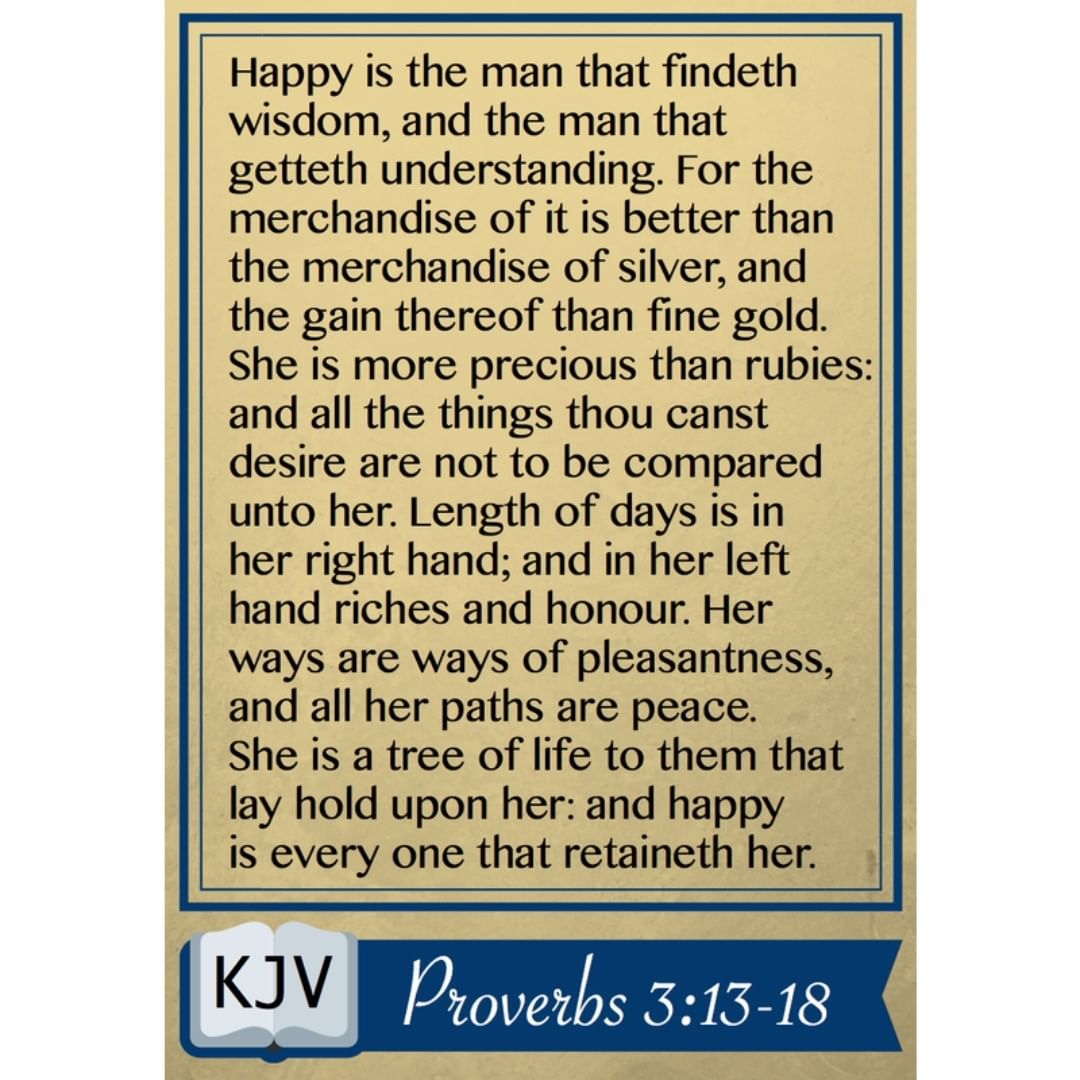 Happy is the man that findeth
wisdom, and the man that
getteth understanding. For the
merchandise of it is better than
the merchandise of silver, and
the gain thereof than fine gold.
She is more precious than rubies:
and all the things thou canst
desire are not to be compared
unto her. Length of days is in
her right hand; and in her left
hand riches and honour. Her
ways are ways of pleasantness,
and all her paths are peace.
She is a tree of life to them that
lay hold upon her: and happy
is every one that retaineth her.
KJV
Proverbs 3:13-18